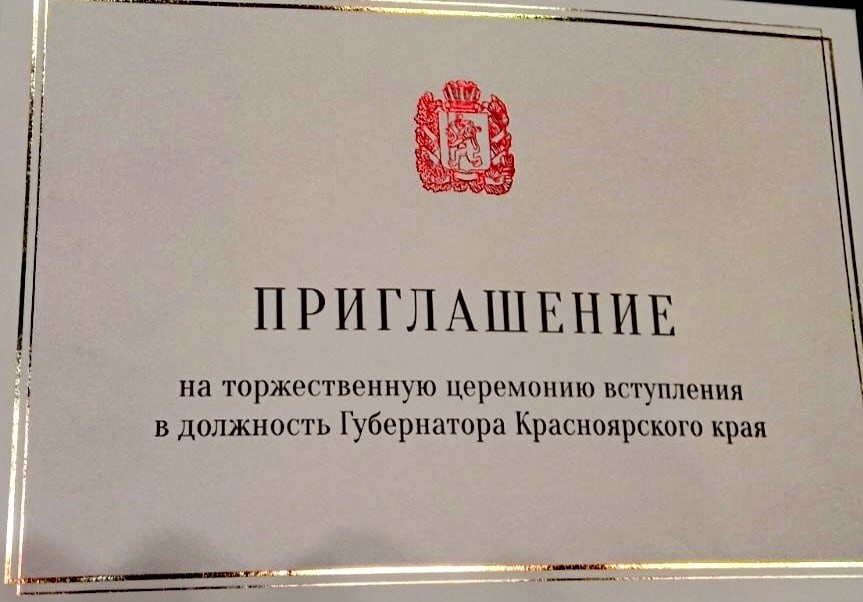 ПРИГЛАШЕНИЕ
на торжественную церемонию вступления
в должность Губернатора Красноярского края